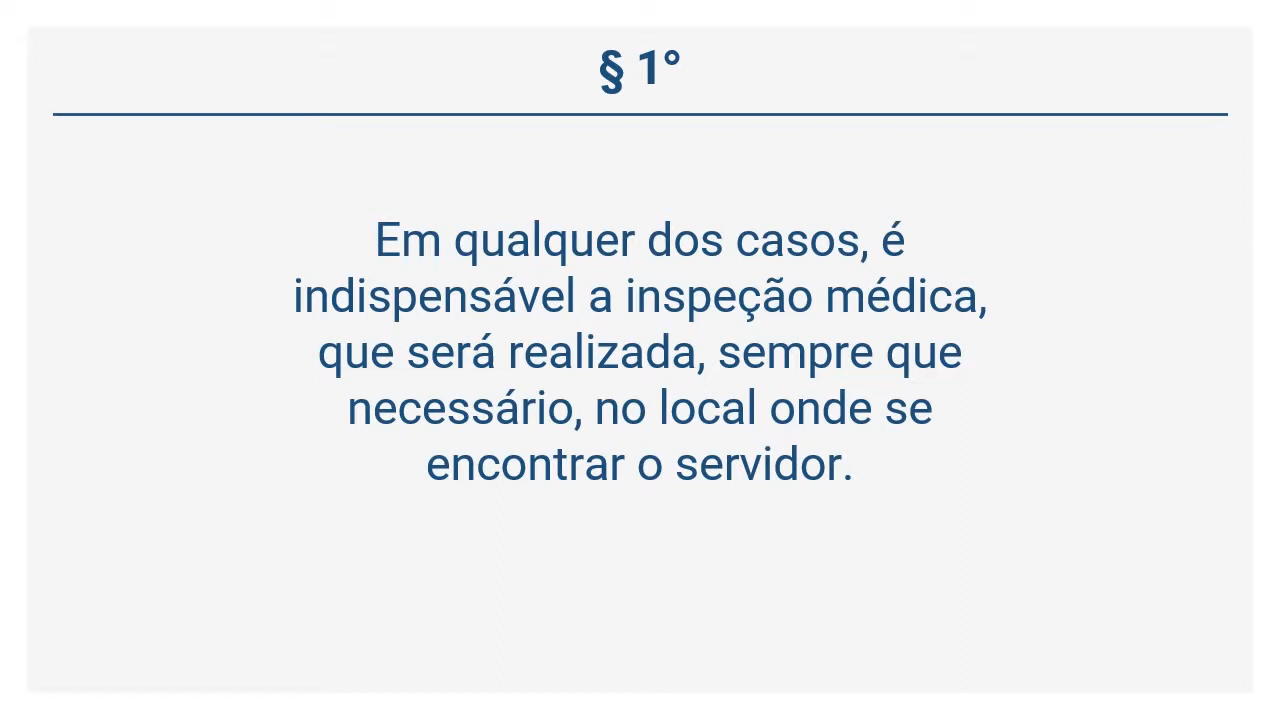 § 1°
Em qualquer dos casos, é
indispensável a inspeção médica,
que será realizada, sempre que
necessário, no local onde se
encontrar o servidor.